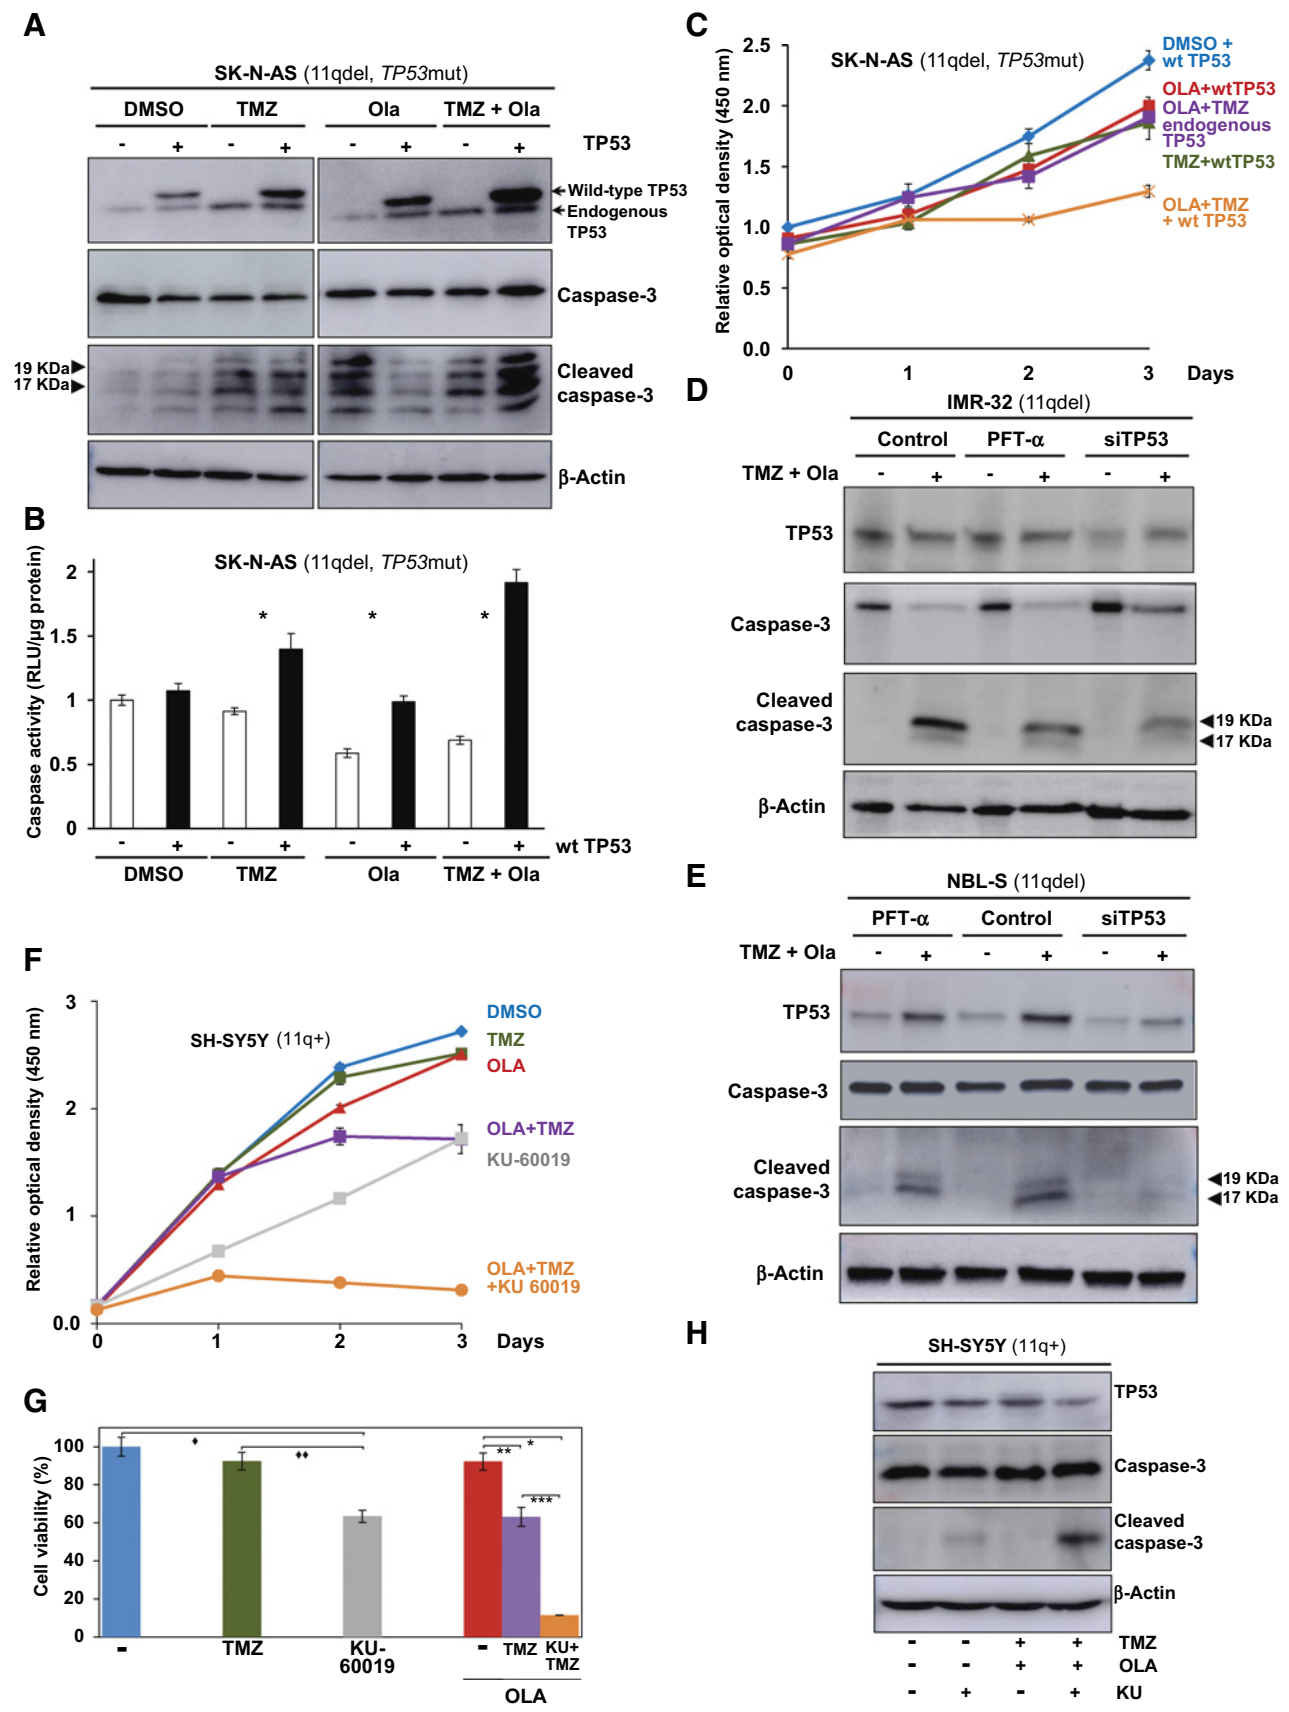 A
SK-N-AS (11qdel, TP53mut)
DMSO TMZ Ola TMZ + Ola
- + - + - + - + TP53
Wild-type TP53
Endogenous
TP53
Caspase-3
19 KDa
17 KDa
Cleaved
caspase-3
β-Actin
B
SK-N-AS (11qdel, TP53mut)
Caspase activity (RLU/µg protein)
2
1.5
1
0.5
0
* * *
- + - + - + - + wt TP53
DMSO TMZ Ola TMZ + Ola
C
SK-N-AS (11qdel, TP53mut)
Relative optical density (450 nm)
2.5
2.0
1.5
1.0
0.5
0.0
0 1 2 3 Days
DMSO +
wt TP53
OLA+wtTP53
OLA+TMZ
endogenous
TP53
TMZ+wtTP53
OLA+TMZ
+ wt TP53
D
IMR-32 (11qdel)
Control PFT-α siTP53
TMZ + Ola - + - + - +
TP53
Caspase-3
Cleaved
caspase-3
19 KDa
17 KDa
β-Actin
E
NBL-S (11qdel)
PFT-α Control siTP53
TMZ + Ola - + - + - +
TP53
Caspase-3
Cleaved
caspase-3
19 KDa
17 KDa
β-Actin
F
SH-SY5Y (11q+)
Relative optical density (450 nm)
3
2
1
0.0
0 1 2 3 Days
DMSO
TMZ
OLA
OLA+TMZ
KU-60019
OLA+TMZ
+KU 60019
G
Cell viability (%)
100
80
60
40
20
0
♦ ♦♦ ** * ***
- TMZ KU-
60019
- TMZ KU+
TMZ
OLA
H
SH-SY5Y (11q+)
TP53
Caspase-3
Cleaved
caspase-3
β-Actin
- - + + TMZ
- - + + OLA
- + - + KU